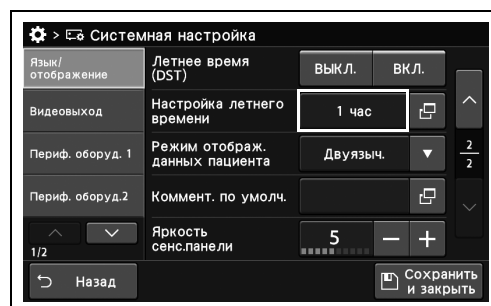 > Системная настройка
Язык/
отображение
Видеовыход
Периф. оборуд. 1
Периф. оборуд.2
1/2
Летнее время
(DST)
ВЫКЛ. ВКЛ.
Настройка летнего
времени
1 час
Режим отображ.
данных пациента
Двуязыч.
Коммент. по умолч.
Яркость
сенс.панели
5
2
2
Назад
Сохранить
и закрыть